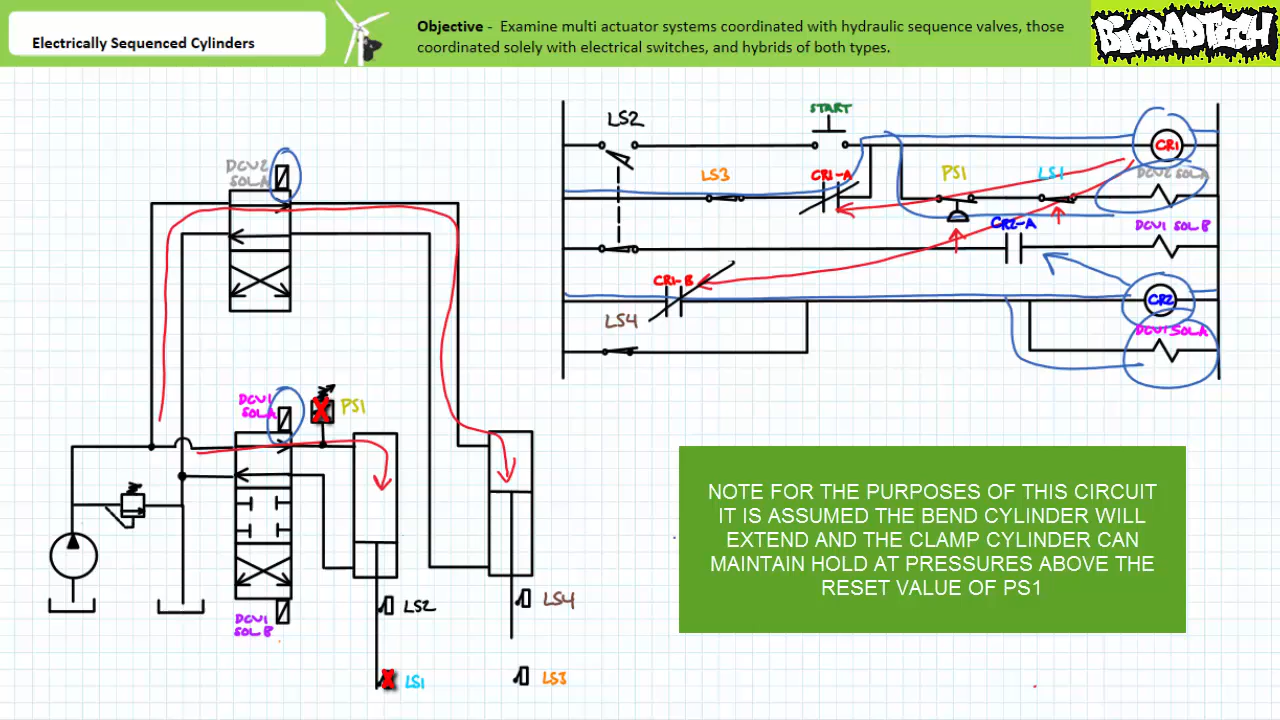 Electrically Sequenced Cylinders
Objective - Examine multi actuator systems coordinated with hydraulic sequence valves, those
coordinated solely with electrical switches, and hybrids of both types.
BIGBADTECH
START
LS2
CR1
LS3
CR1-A
PS1
LS1
DCV2 SOLA
CR2-A
DCV1 SOL B
CR1-B
CR2
LS4
DCV1 SOLA
DCV2
SOLA
DCV1
SOLA
PS1
DCV1
SOL B
LS2
LS4
LS1
LS3
NOTE FOR THE PURPOSES OF THIS CIRCUIT
IT IS ASSUMED THE BEND CYLINDER WILL
EXTEND AND THE CLAMP CYLINDER CAN
MAINTAIN HOLD AT PRESSURES ABOVE THE
RESET VALUE OF PS1